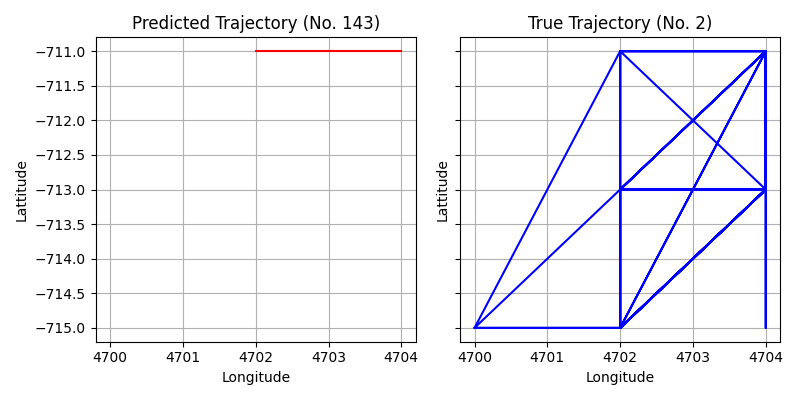 Predicted Trajectory (No. 143)
True Trajectory (No. 2)
−711.0
−711.5
−712.0
−712.5
−713.0
−713.5
−714.0
−714.5
−715.0
Lattitude
Lattitude
4700 4701 4702 4703 4704
4700 4701 4702 4703 4704
Longitude
Longitude